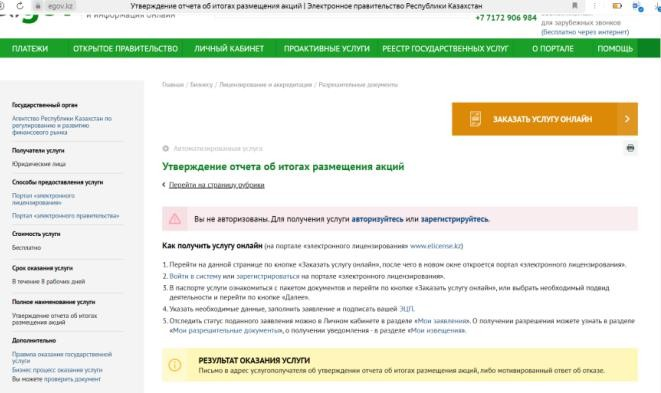 egov.kz
Утверждение отчета об итогах размещения акций | Электронное правительство Республики Казахстан
и информация онлайн
+7 7172 906 984
для зарубежных звонков
(бесплатно через интернет)
ПЛАТЕЖИ ОТКРЫТОЕ ПРАВИТЕЛЬСТВО ЛИЧНЫЙ КАБИНЕТ ПРОАКТИВНЫЕ УСЛУГИ РЕЕСТР ГОСУДАРСТВЕННЫХ УСЛУГ О ПОРТАЛЕ ПОМОЩЬ
Главная / Бизнесу / Лицензирование и аккредитация / Разрешительные документы
Государственный орган
Агентство Республики Казахстан по
регулированию и развитию
финансового рынка
Получатели услуги
Юридические лица
Способы предоставления услуги
Портал «электронного
лицензирования»
Портал «электронного правительства»
Стоимость услуги
Бесплатно
Срок оказания услуги
В течение 8 рабочих дней
Полное наименование услуги
Утверждение отчета об итогах
размещения акций
Дополнительно
Правила оказания государственной
услуги
Бизнес процесс оказания услуги
Вы можете проверить документ
ЗАКАЗАТЬ УСЛУГУ ОНЛАЙН
Автоматизированная услуга
Утверждение отчета об итогах размещения акций
Перейти на страницу рубрики
Вы не авторизованы. Для получения услуги авторизуйтесь или зарегистрируйтесь.
Как получить услугу онлайн (на портале «электронного лицензирования» www.elicense.kz)
1. Перейти на данной странице по кнопке «Заказать услугу онлайн», после чего в новом окне откроется портал «электронного лицензирования».
2. Войти в систему или зарегистрироваться на портале «электронного лицензирования».
3. В паспорте услуги ознакомиться с пакетом документов и перейти по кнопке «Заказать услугу онлайн», или выбрать необходимый подвид
деятельности и перейти по кнопке «Далее».
4. Указать необходимые данные, заполнить заявление и подписать вашей ЭЦП.
5. Отследить статус поданного заявления можно в Личном кабинете в разделе «Мои заявления». О получении разрешения можете узнать в разделе
«Мои разрешительные документы», о получении уведомления - в разделе «Мои извещения».
РЕЗУЛЬТАТ ОКАЗАНИЯ УСЛУГИ
Письмо в адрес услугополучателя об утверждении отчета об итогах размещения акций, либо мотивированный ответ об отказе.